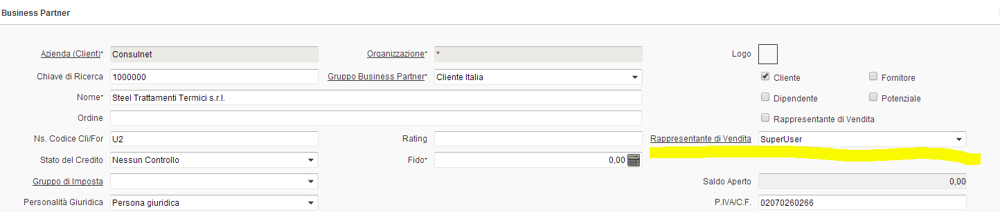 Business Partner
Azienda (Client)* Consulnet Organizzazione* * Logo
Chiave di Ricerca 1000000 Gruppo Business Partner* Cliente Italia Cliente Fornitore
Nome* Steel Trattamenti Termici s.r.l. Dipendente Potenziale
Ordine Rappresentante di Vendita
Ns. Codice Cli/For U2 Rating Rappresentante di Vendita SuperUser
Stato del Credito Nessun Controllo Fido* 0,00
Gruppo di Imposta Saldo Aperto 0,00
Personalità Giuridica Persona giuridica P.IVA/C.F. 02070260266